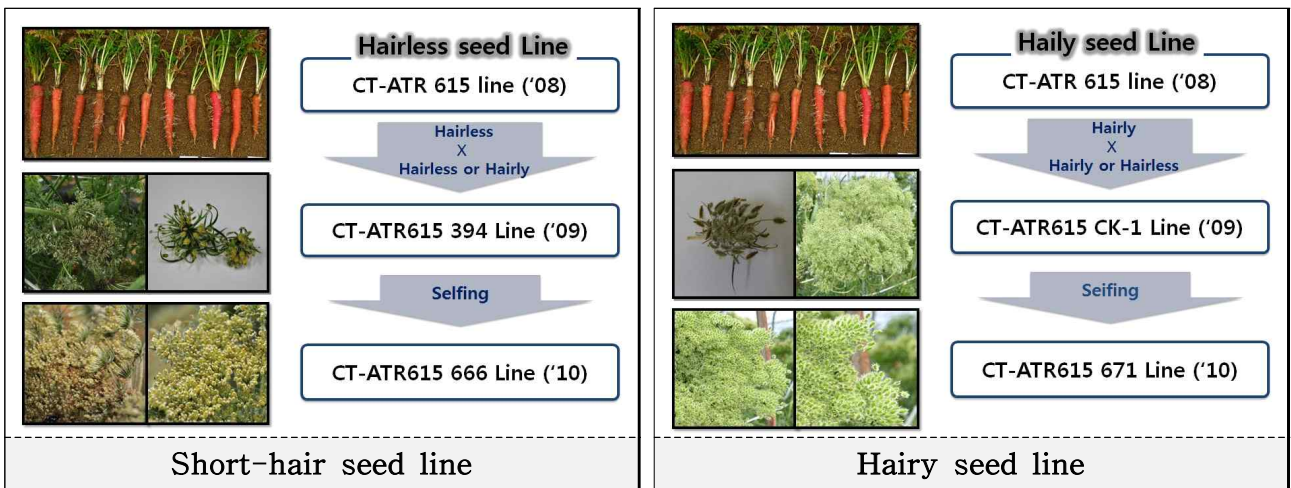 Hairless seed Line
CT-ATR 615 line (‘08)
Hairless
X
Hairless or Hairly
CT-ATR615 394 Line (‘09)
Selfing
CT-ATR615 666 Line (‘10)
Short-hair seed line
Haily seed Line
CT-ATR 615 line (‘08)
Hairly
X
Hairly or Hairless
CT-ATR615 CK-1 Line (‘09)
Seifing
CT-ATR615 671 Line (‘10)
Hairy seed line